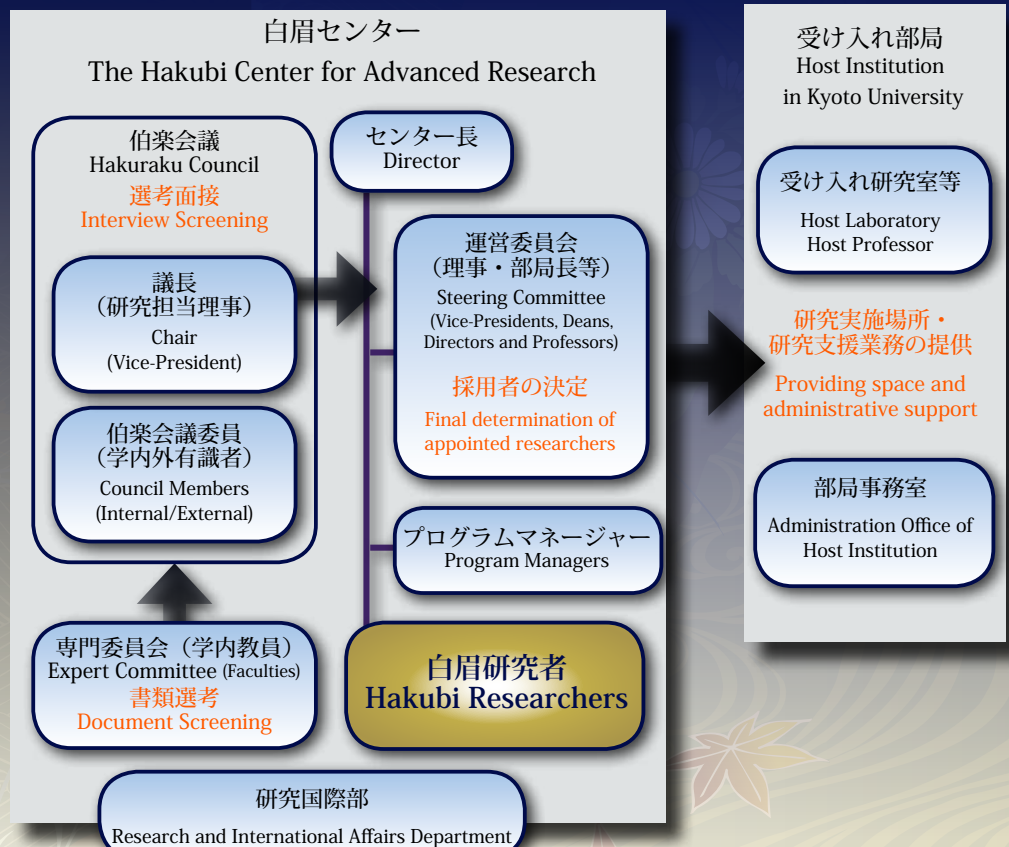 白眉センター
The Hakubi Center for Advanced Research
伯楽会議
Hakuraku Council
選考面接
Interview Screening
議長
（研究担当理事）
Chair
(Vice-President)
伯楽会議委員
（学内外有識者）
Council Members
(Internal/External)
専門委員会（学内教員）
Expert Committee (Faculties)
書類選考
Document Screening
センター長
Director
運営委員会
（理事・部局長等）
Steering Committee
(Vice-Presidents, Deans,
Directors and Professors)
採用者の決定
Final determination of
appointed researchers
プログラムマネージャー
Program Managers
白眉研究者
Hakubi Researchers
研究国際部
Research and International Affairs Department
受け入れ部局
Host Institution
in Kyoto University
受け入れ研究室等
Host Laboratory
Host Professor
研究実施場所・
研究支援業務の提供
Providing space and
administrative support
部局事務室
Administration Office of
Host Institution